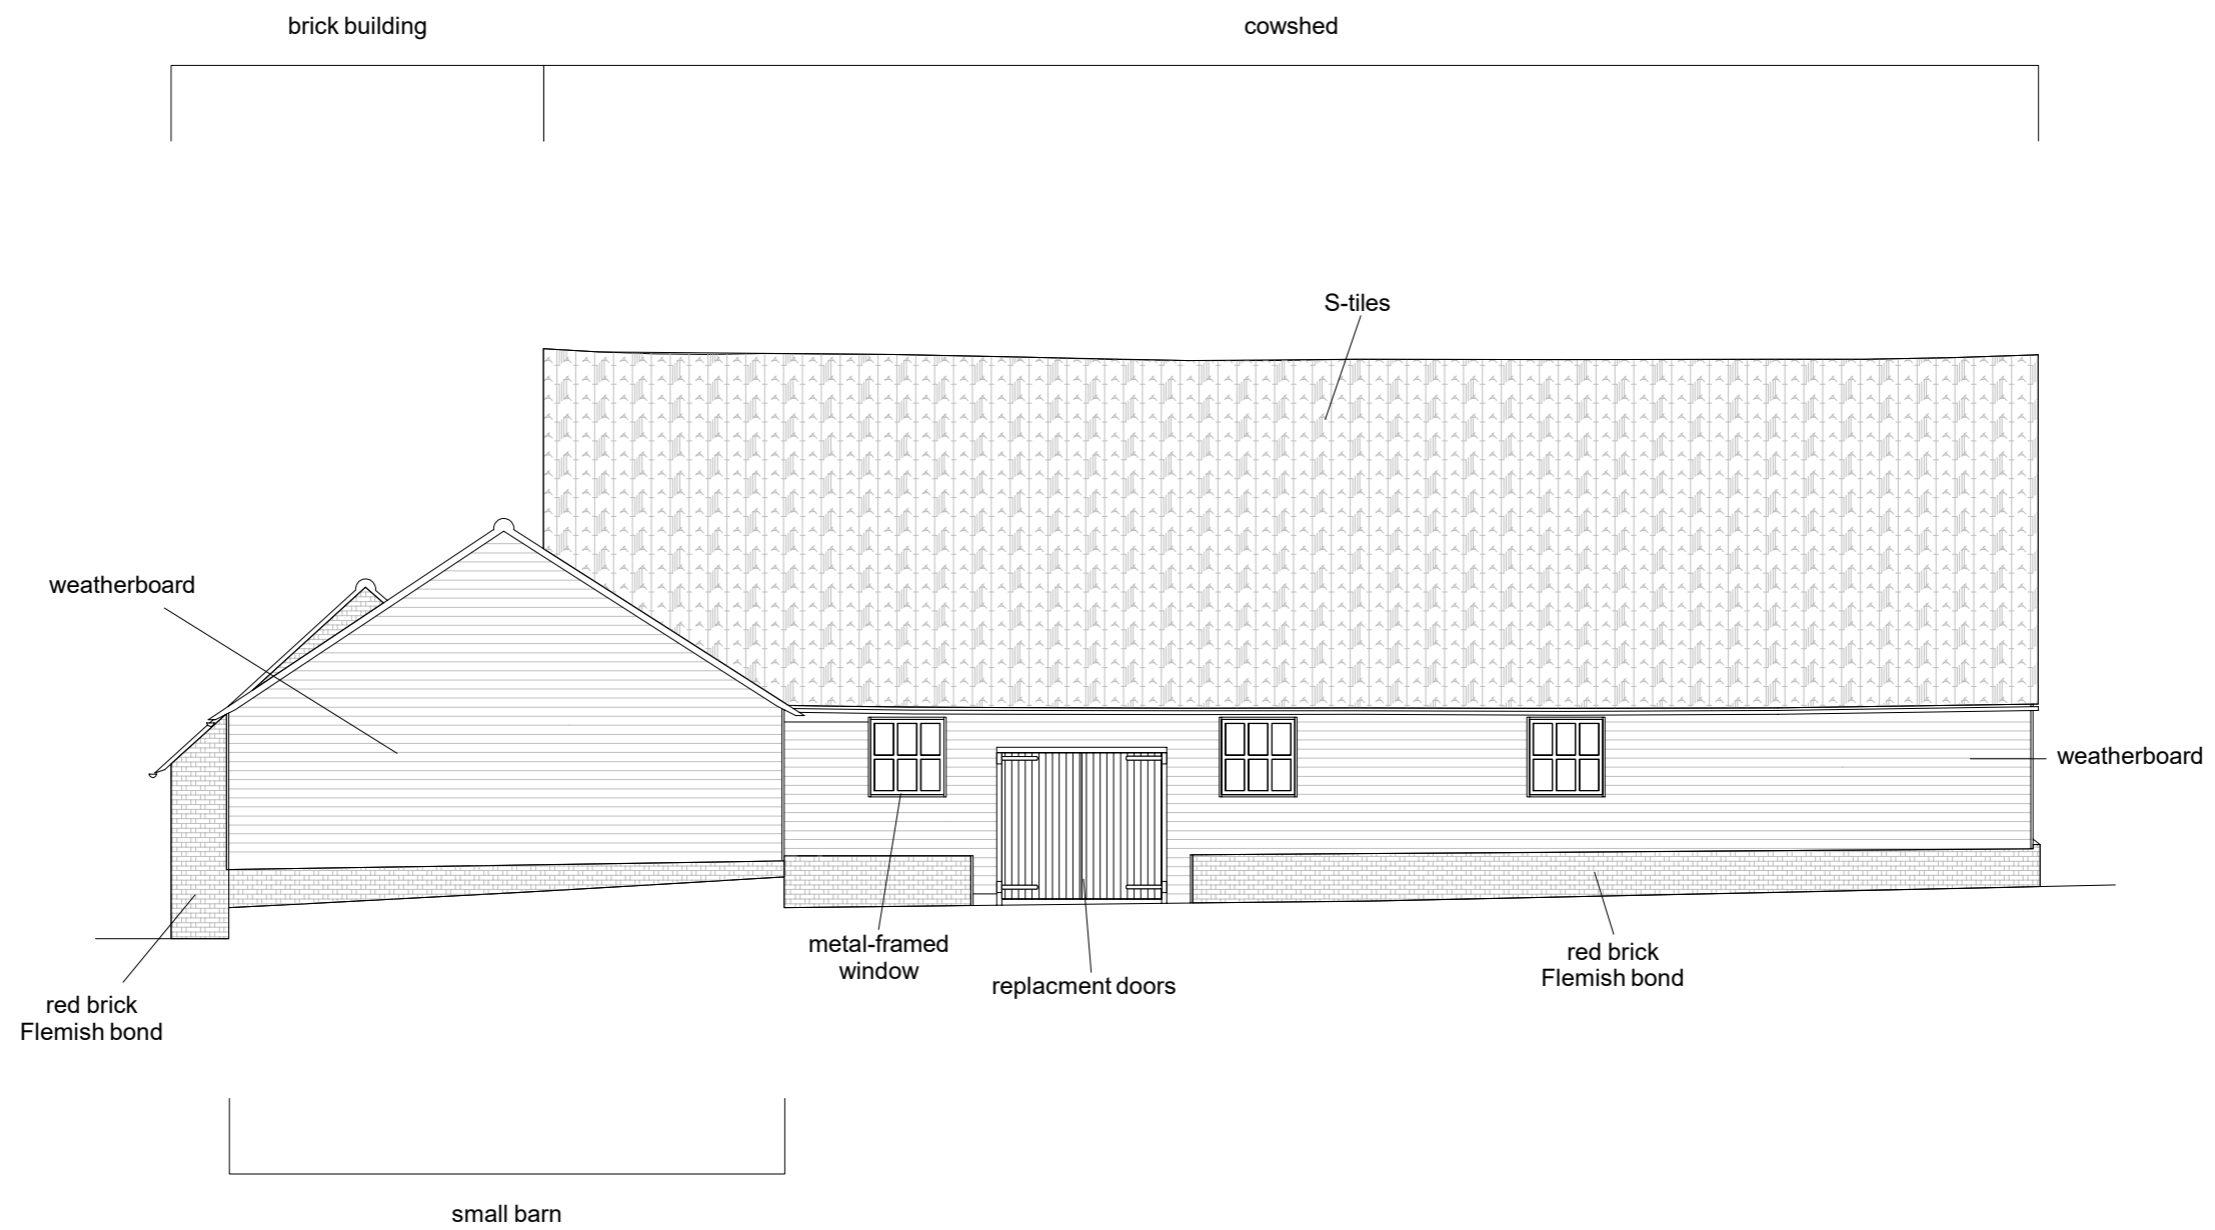 brick building
cowshed
S-tiles
weatherboard
weatherboard
metal-framed
window
replacment doors
red brick
Flemish bond
red brick
Flemish bond
small barn